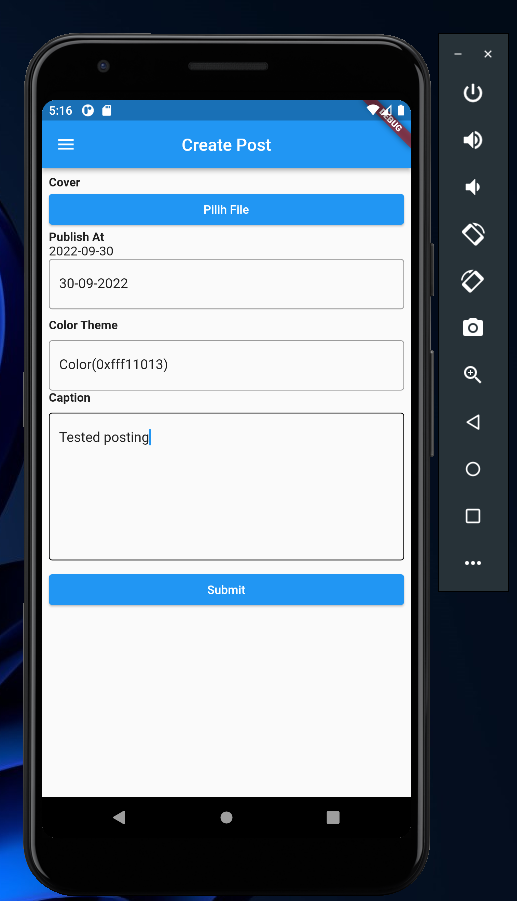 5:16
DEBUG
Create Post
Cover
Pilih File
Publish At
2022-09-30
30-09-2022
Color Theme
Color(0xfff11013)
Caption
Tested posting
Submit